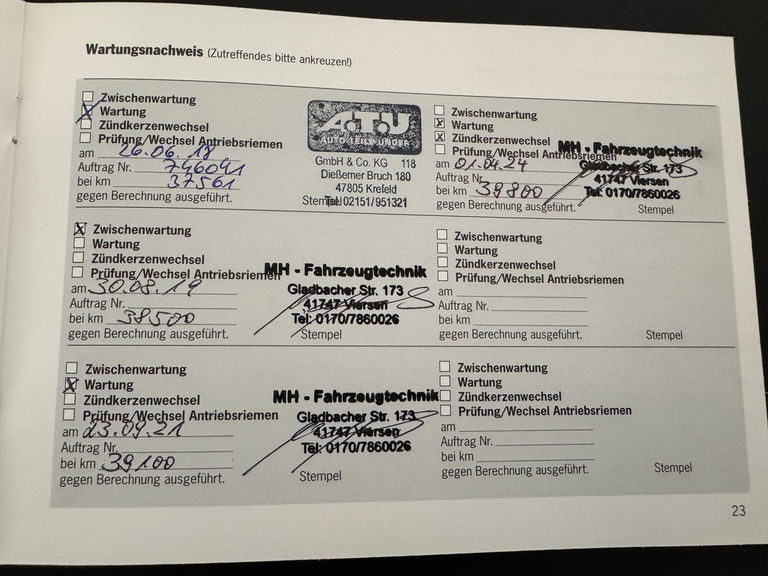 Wartungsnachweis (Zutreffendes bitte ankreuzen!)
Zwischenwartung
X Wartung
Zündkerzenwechsel
Prüfung/Wechsel Antriebsriemen
am 26.06.17
Auftrag Nr. 746041
bei km 37561
gegen Berechnung ausgeführt.
A.T.U
AUTO-TEILE-UNGER
GmbH & Co. KG 118
Dießemer Bruch 180
47805 Krefeld
Tel. 02151/951321
Stempel
X Zwischenwartung
Wartung
Zündkerzenwechsel
Prüfung/Wechsel Antriebsriemen
am 30.08.19
Auftrag Nr.
bei km 38500
gegen Berechnung ausgeführt.
MH - Fahrzeugtechnik
Gladbacher Str. 173
41747 Viersen
Tel: 0170/7860026
Stempel
Zwischenwartung
X Wartung
Zündkerzenwechsel
Prüfung/Wechsel Antriebsriemen
am 23.09.21
Auftrag Nr.
bei km 39100
gegen Berechnung ausgeführt.
MH - Fahrzeugtechnik
Gladbacher Str. 173
41747 Viersen
Tel: 0170/7860026
Stempel
Zwischenwartung
X Wartung
X Zündkerzenwechsel
Prüfung/Wechsel Antriebsriemen
am 01.04.24
Auftrag Nr.
bei km 39800
gegen Berechnung ausgeführt.
MH - Fahrzeugtechnik
Gladbacher Str. 173
41747 Viersen
Tel: 0170/7860026
Stempel
Zwischenwartung
Wartung
Zündkerzenwechsel
Prüfung/Wechsel Antriebsriemen
am
Auftrag Nr.
bei km
gegen Berechnung ausgeführt.
Stempel
Zwischenwartung
Wartung
Zündkerzenwechsel
Prüfung/Wechsel Antriebsriemen
am
Auftrag Nr.
bei km
gegen Berechnung ausgeführt.
Stempel
23